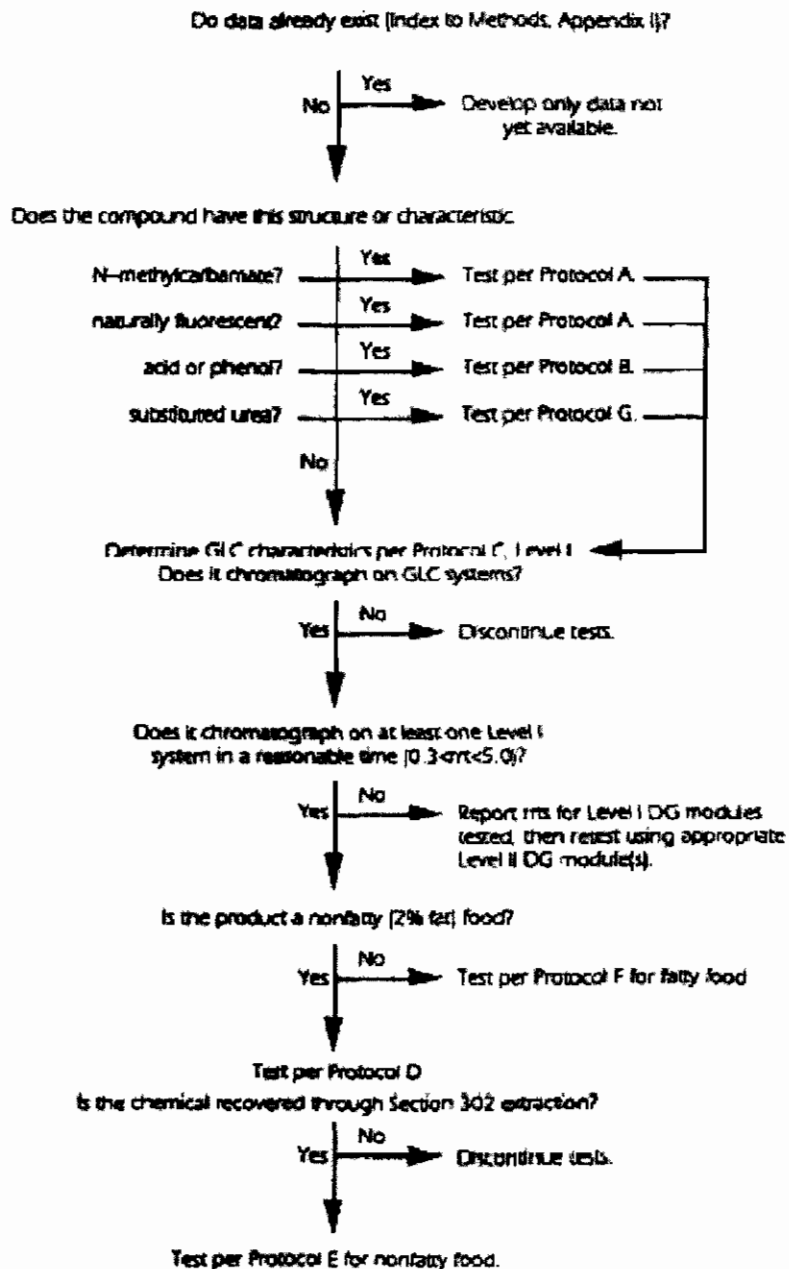 Do data already exist (Index to Methods, Appendix I)?
Yes
No
Develop only data not
yet available.
Does the compound have this structure or characteristic
N-methylcarbamate?
Yes
Test per Protocol A.
naturally fluorescent?
Yes
Test per Protocol A.
acid or phenol?
Yes
Test per Protocol B.
substituted urea?
Yes
Test per Protocol G.
No
Determine GLC characteristics per Protocol C, Level I
Does it chromatograph on GLC systems?
No
Yes
Discontinue tests.
Does it chromatograph on at least one Level I
system in a reasonable time (0.3<rrt<5.0)?
No
Yes
Report rrts for Level I DG modules
tested, then retest using appropriate
Level II DG module(s).
Is the product a nonfatty (2% fat) food?
No
Yes
Test per Protocol F for fatty food
Test per Protocol D
Is the chemical recovered through Section 302 extraction?
No
Yes
Discontinue tests.
Test per Protocol E for nonfatty food.